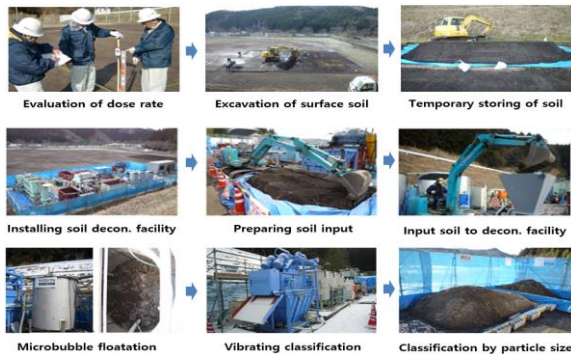 Evaluation of dose rate
Excavation of surface soil
Temporary storing of soil
Installing soil decon. facility
Preparing soil input
Input soil to decon. facility
Microbubble floatation
Vibrating classification
Classification by particle size